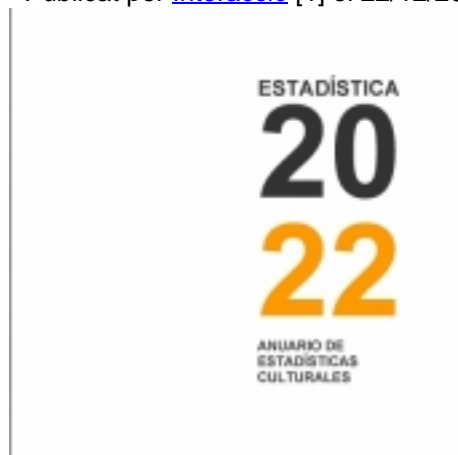 ESTADÍSTICA
20
22
ANUARIO DE
ESTADÍSTICAS
CULTURALES